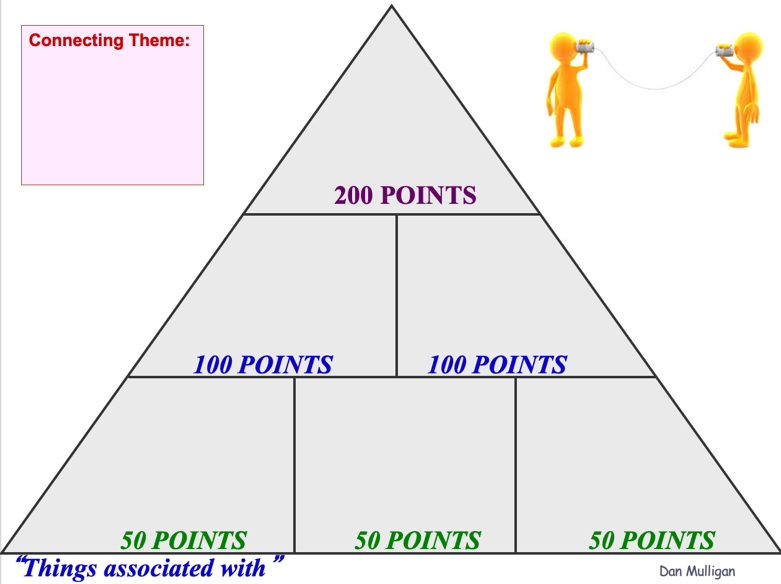 Connecting Theme:
200 POINTS
100 POINTS 100 POINTS
50 POINTS 50 POINTS 50 POINTS
“Things associated with”
Dan Mulligan